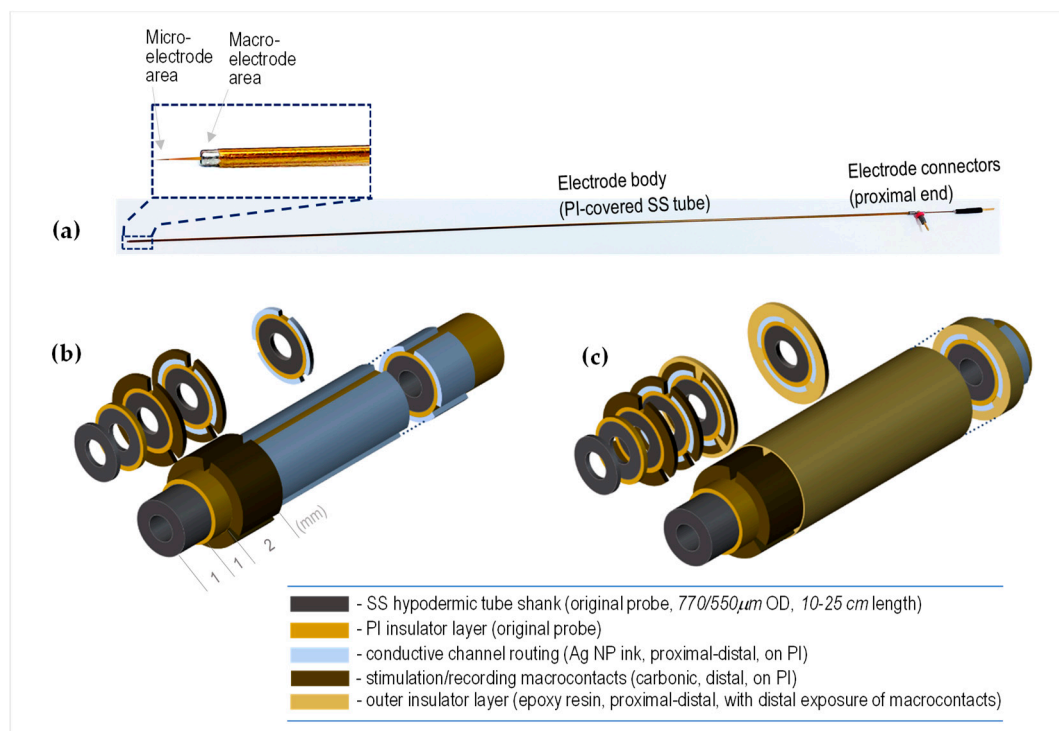 Micro-
electrode
area
Macro-
electrode
area
Electrode body
(PI-covered SS tube)
Electrode connectors
(proximal end)
(a)
(b)
(c)
1
1
2
(mm)
- SS hypodermic tube shank (original probe, 770/550μm OD, 10-25 cm length)
- PI insulator layer (original probe)
- conductive channel routing (Ag NP ink, proximal-distal, on PI)
- stimulation/recording macrocontacts (carbonic, distal, on PI)
- outer insulator layer (epoxy resin, proximal-distal, with distal exposure of macrocontacts)